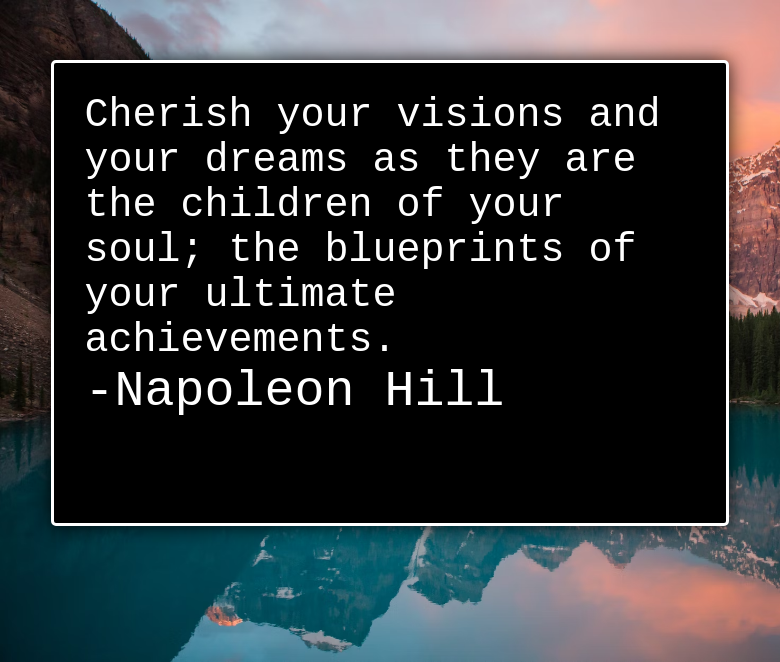 Cherish your visions and
your dreams as they are
the children of your
soul; the blueprints of
your ultimate
achievements.
-Napoleon Hill